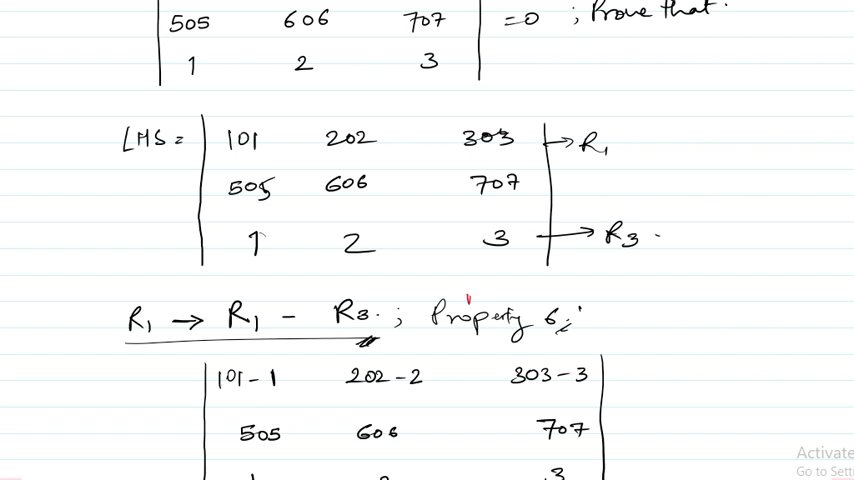 505 606 707 =0 ; Prove that.
1 2 3
LHS = 101 202 303 → R1
505 606 707
1 2 3 → R3
R1 → R1 - R3. ; Property 6
101-1 202-2 303-3
505 606 707
3
Activate
Go to Setti